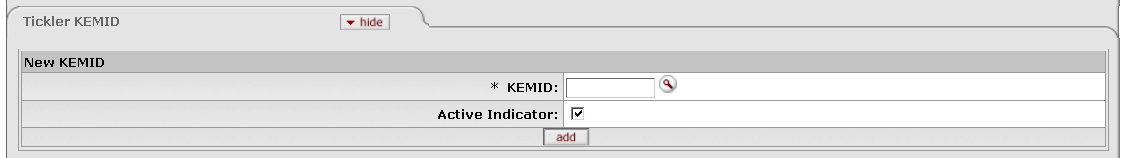 Tickler KEMID hide
New KEMID
* KEMID:
Active Indicator:
add